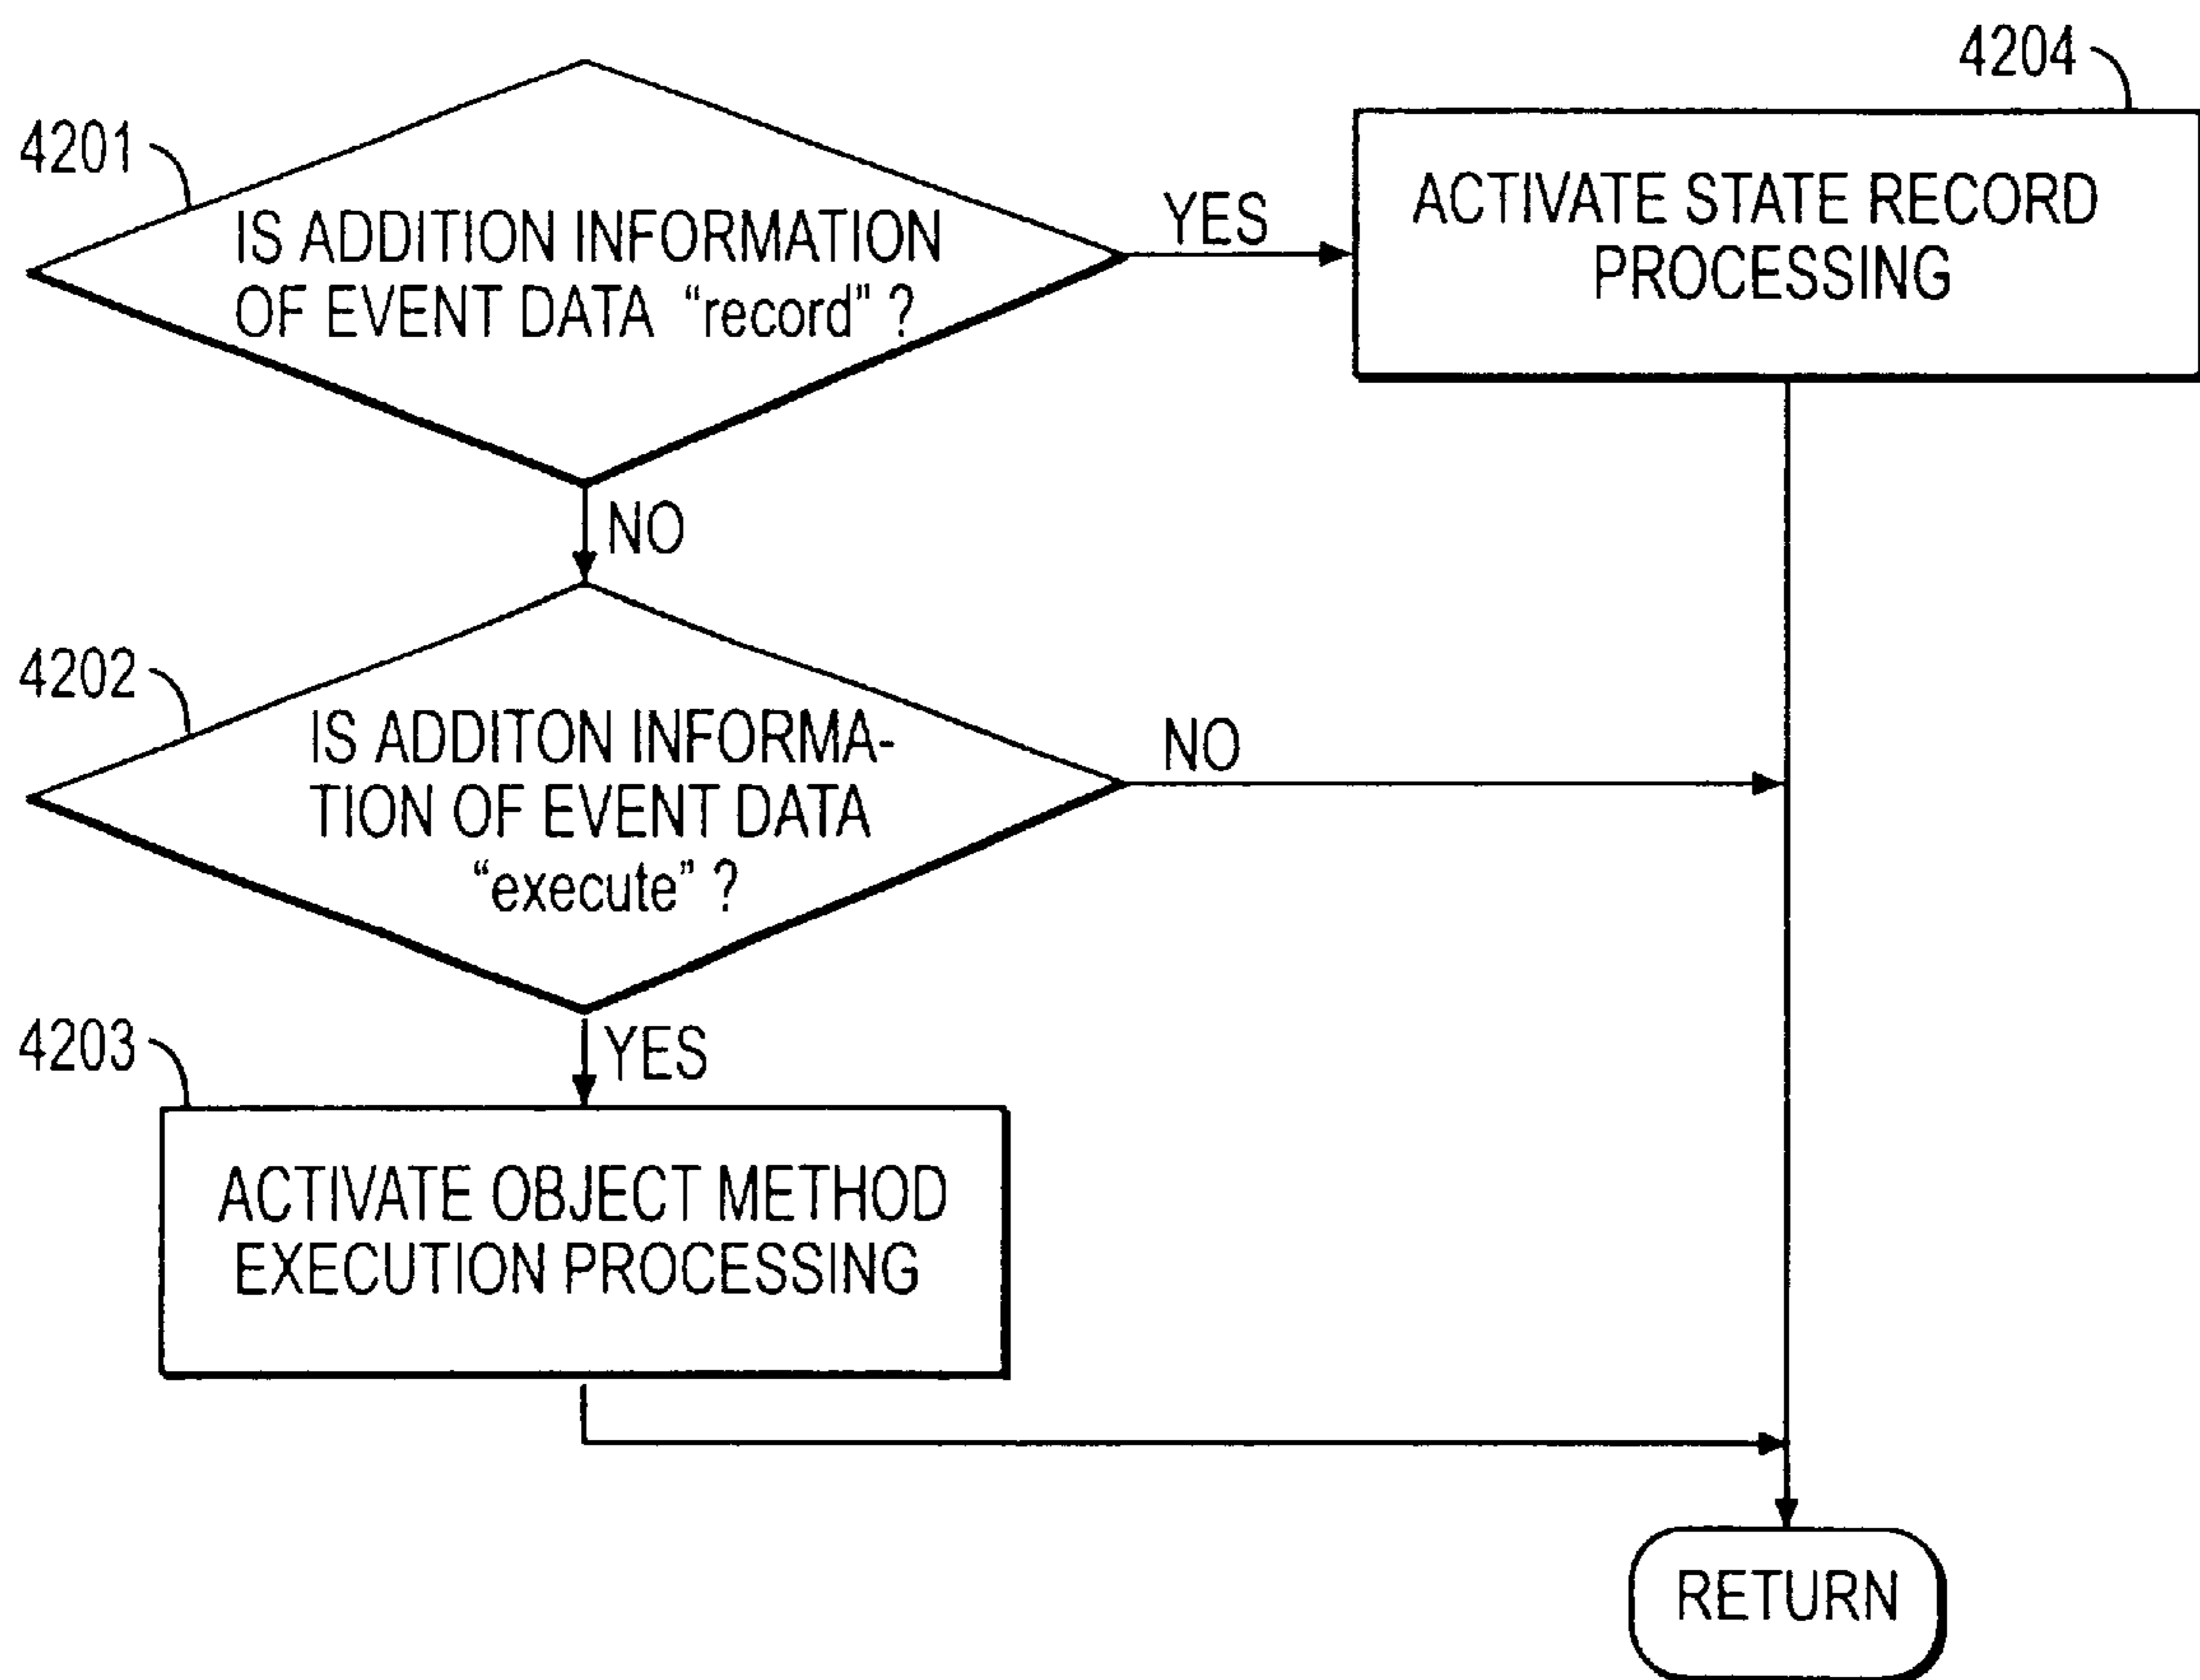 4204
4201
IS ADDITION INFORMATION
OF EVENT DATA “record” ?
YES
ACTIVATE STATE RECORD
PROCESSING
NO
4202
IS ADDITON INFORMA-
TION OF EVENT DATA
“execute” ?
NO
YES
4203
ACTIVATE OBJECT METHOD
EXECUTION PROCESSING
RETURN